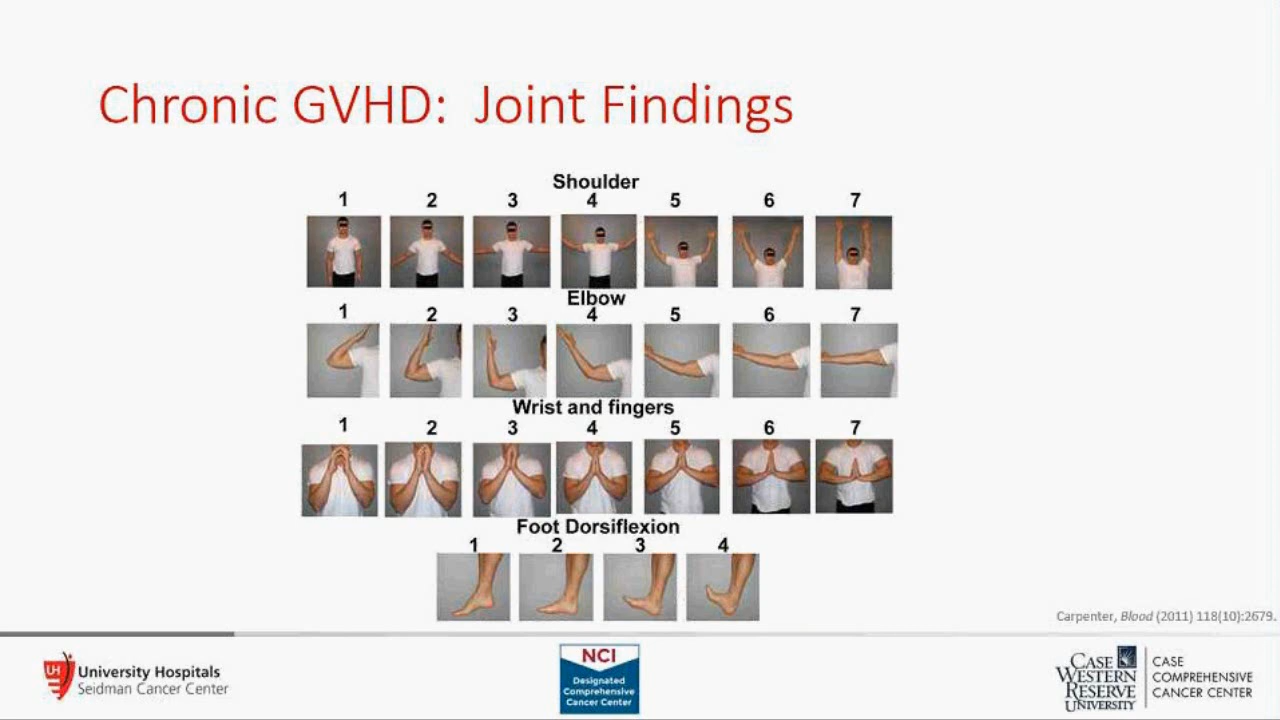 Chronic GVHD: Joint Findings
Shoulder
1 2 3 4 5 6 7
Elbow
1 2 3 4 5 6 7
Wrist and fingers
1 2 3 4 5 6 7
Foot Dorsiflexion
1 2 3 4
Carpenter, Blood (2011) 118(10):2679.
UH University Hospitals
Seidman Cancer Center
NCI
Designated
Comprehensive
Cancer Center
CASE
WESTERN
RESERVE
UNIVERSITY
CASE
COMPREHENSIVE
CANCER CENTER